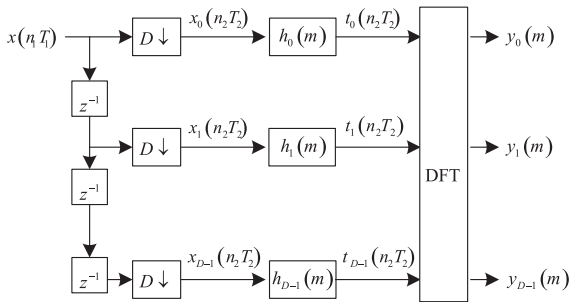 x(n₁T₁) D↓ x₀(n₂T₂) h₀(m) t₀(n₂T₂) y₀(m)
z⁻¹
D↓ x₁(n₂T₂) h₁(m) t₁(n₂T₂) y₁(m)
z⁻¹
DFT
z⁻¹ D↓ x_{D−1}(n₂T₂) h_{D−1}(m) t_{D−1}(n₂T₂) y_{D−1}(m)